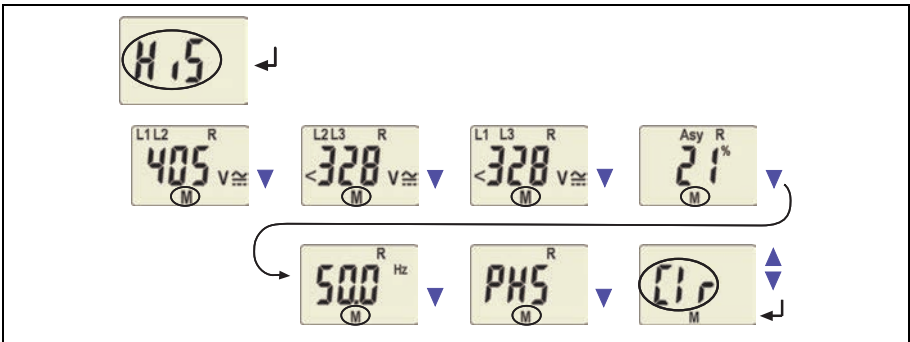 HiS
L1 L2 R
405 V≅
M
L2 L3 R
<328 V≅
M
L1 L3 R
<328 V≅
M
Asy R
21%
M
R
50.0 Hz
M
R
PHS
M
Clr
M